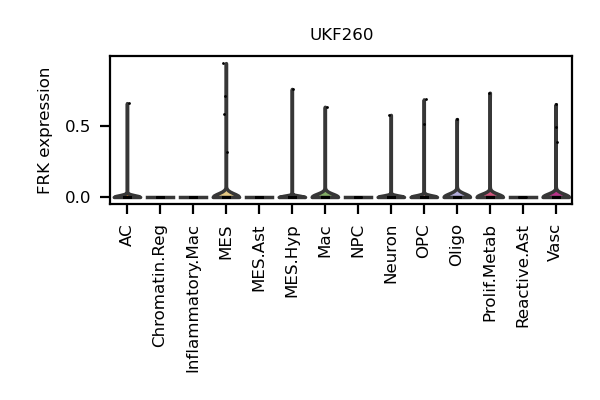 UKF260
FRK expression
0.5
0.0
AC
Chromatin.Reg
Inflammatory.Mac
MES
MES.Ast
MES.Hyp
Mac
NPC
Neuron
OPC
Oligo
Prolif.Metab
Reactive.Ast
Vasc